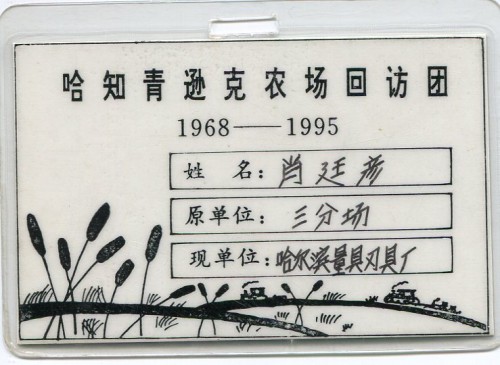 哈知青逊克农场回访团
1968——1995
姓名：肖廷彦
原单位：三分场
现单位：哈尔滨量具刃具厂